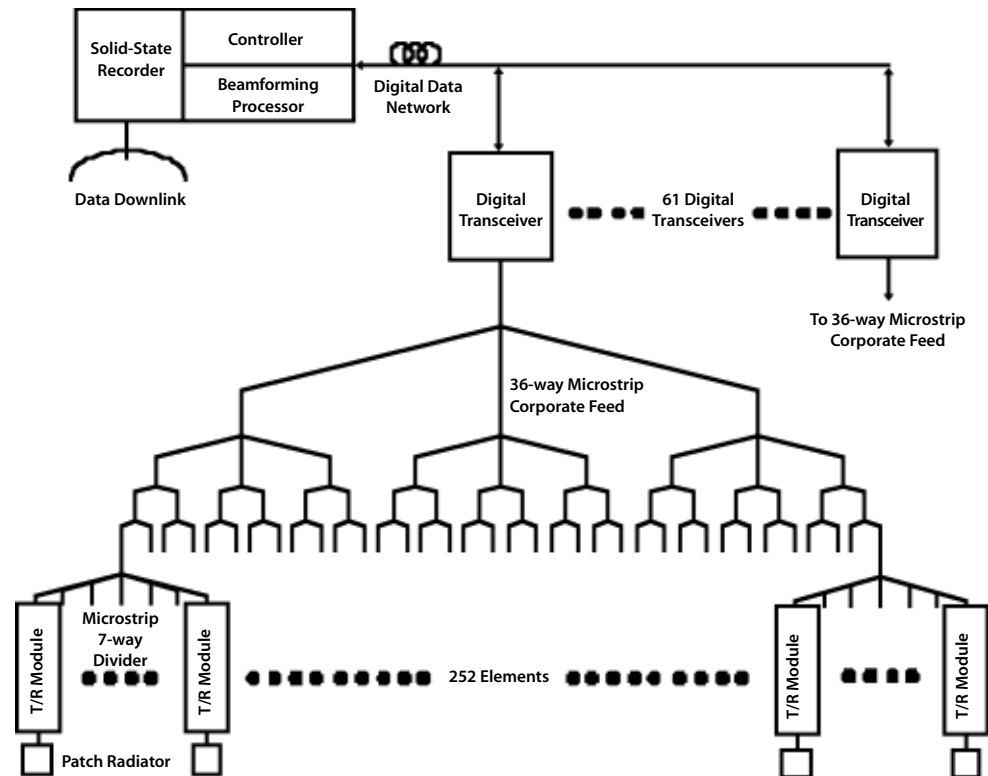 Solid-State
Recorder
Controller
Beamforming
Processor
Digital Data
Network
Data Downlink
Digital
Transceiver
61 Digital
Transceivers
Digital
Transceiver
To 36-way Microstrip
Corporate Feed
36-way Microstrip
Corporate Feed
T/R Module
Microstrip
7-way
Divider
T/R Module
252 Elements
T/R Module
T/R Module
Patch Radiator